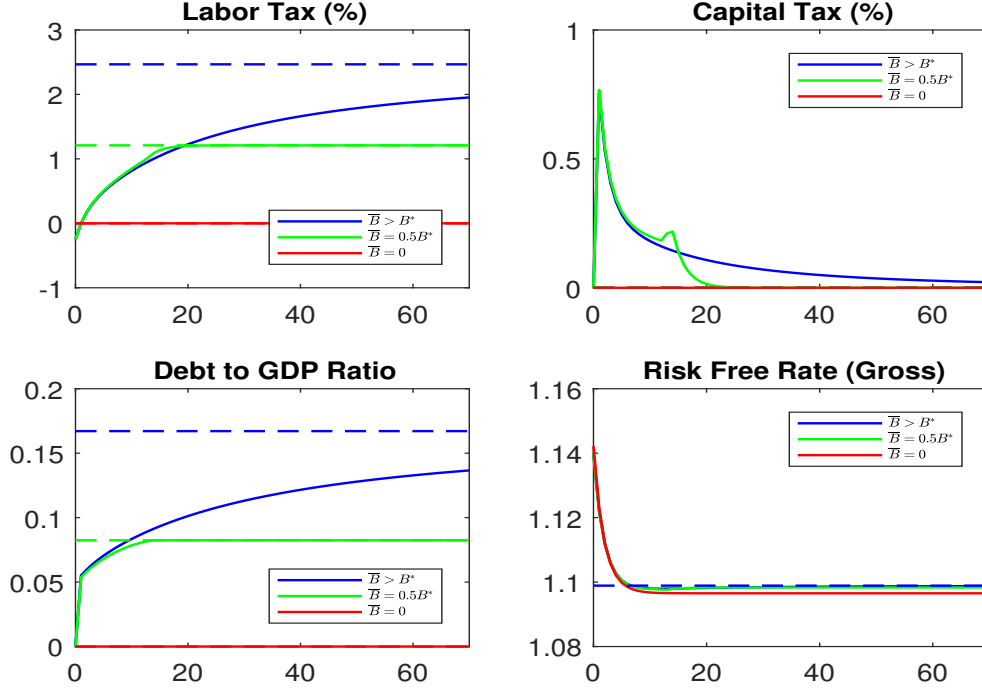 Labor Tax (%)
3
2
1
0
-1
0
20
40
60
B̅ > B*
B̅ = 0.5B*
B̅ = 0
Capital Tax (%)
1
0.5
0
0
20
40
60
B̅ > B*
B̅ = 0.5B*
B̅ = 0
Debt to GDP Ratio
0.2
0.15
0.1
0.05
0
0
20
40
60
B̅ > B*
B̅ = 0.5B*
B̅ = 0
Risk Free Rate (Gross)
1.16
1.14
1.12
1.1
1.08
0
20
40
60
B̅ > B*
B̅ = 0.5B*
B̅ = 0